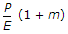 P/E (1 + m)